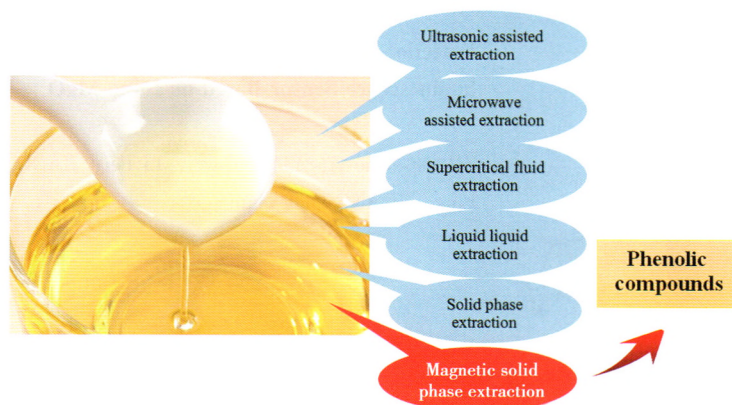 Ultrasonic assisted
extraction
Microwave
assisted extraction
Supercritical fluid
extraction
Liquid liquid
extraction
Solid phase
extraction
Magnetic solid
phase extraction
Phenolic
compounds